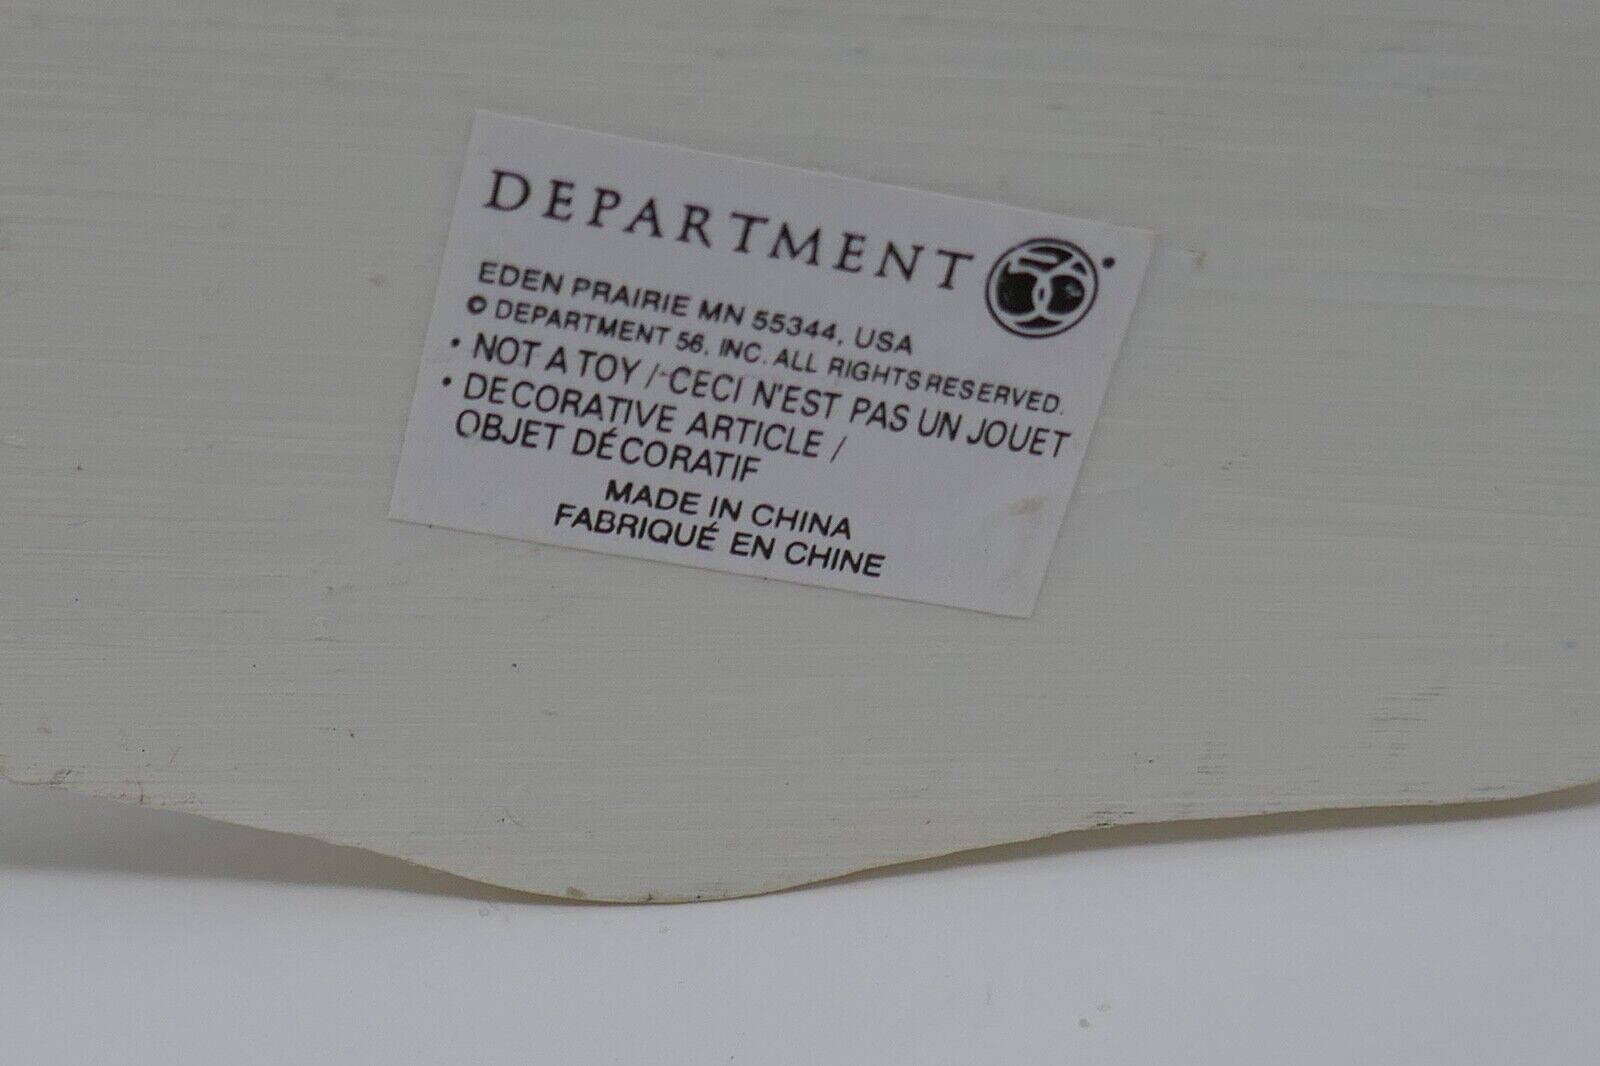 DEPARTMENT 56
EDEN PRAIRIE MN 55344, USA
© DEPARTMENT 56, INC. ALL RIGHTS RESERVED.
• NOT A TOY / CECI N'EST PAS UN JOUET
• DECORATIVE ARTICLE /
OBJET DÉCORATIF
MADE IN CHINA
FABRIQUÉ EN CHINE